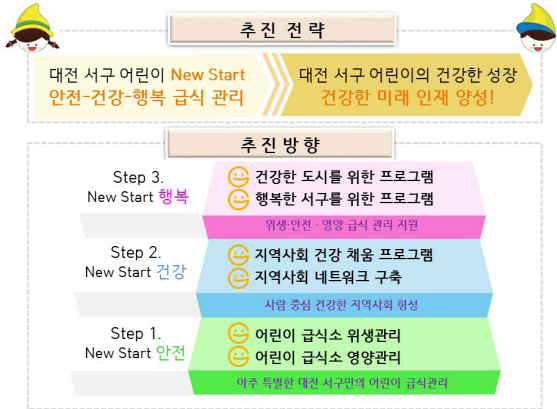 추진 전략
대전 서구 어린이 New Start
안전-건강-행복 급식 관리
대전 서구 어린이의 건강한 성장
건강한 미래 인재 양성!
추진방향
Step 3.
New Start 행복
건강한 도시를 위한 프로그램
행복한 서구를 위한 프로그램
위생·안전·영양 급식 관리 지원
Step 2.
New Start 건강
지역사회 건강 채움 프로그램
지역사회 네트워크 구축
사람 중심 건강한 지역사회 형성
Step 1.
New Start 안전
어린이 급식소 위생관리
어린이 급식소 영양관리
아주 특별한 대전 서구만의 어린이 급식관리